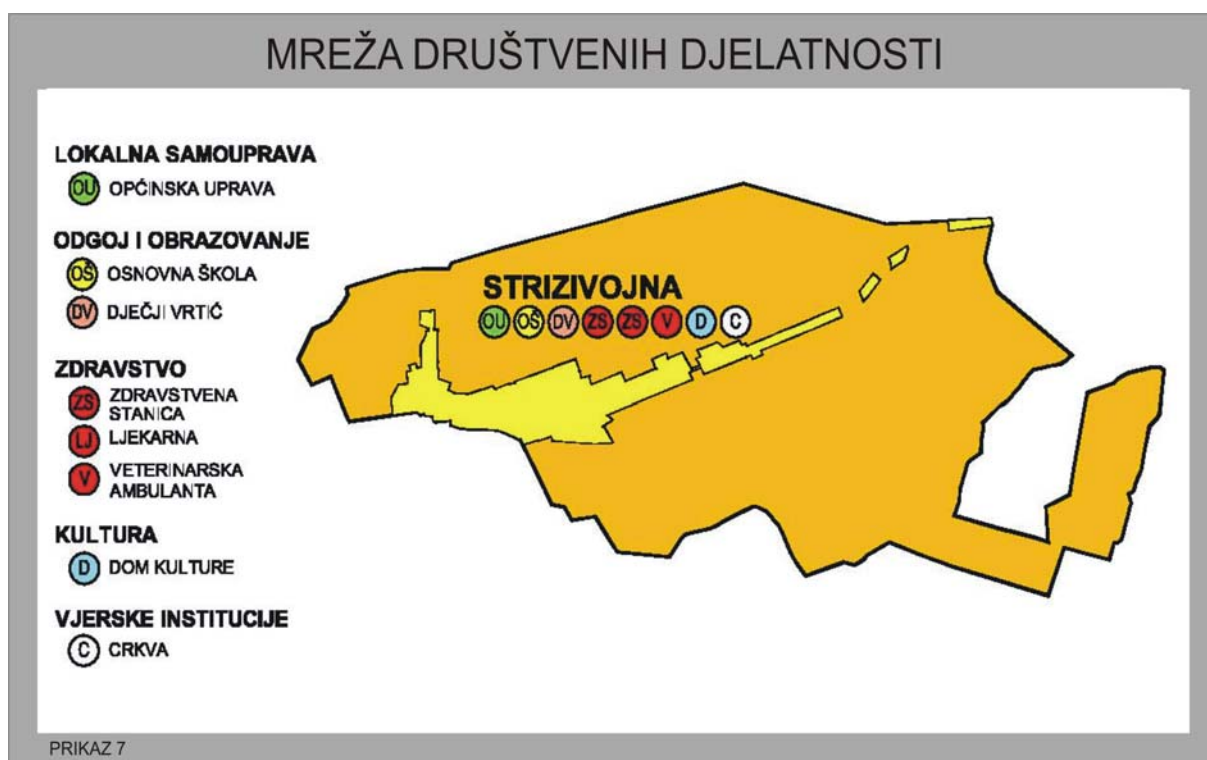 MREŽA DRUŠTVENIH DJELATNOSTI
LOKALNA SAMOUPRAVA
OU OPĆINSKA UPRAVA
ODGOJ I OBRAZOVANJE
OŠ OSNOVNA ŠKOLA
DV DJEČJI VRTIĆ
ZDRAVSTVO
ZS ZDRAVSTVENA
STANICA
LJ LJEKARNA
V VETERINARSKA
AMBULANTA
KULTURA
D DOM KULTURE
VJERSKE INSTITUCIJE
C CRKVA
STRIZIVOJNA
OU OŠ DV ZS ZS V D C
PRIKAZ 7